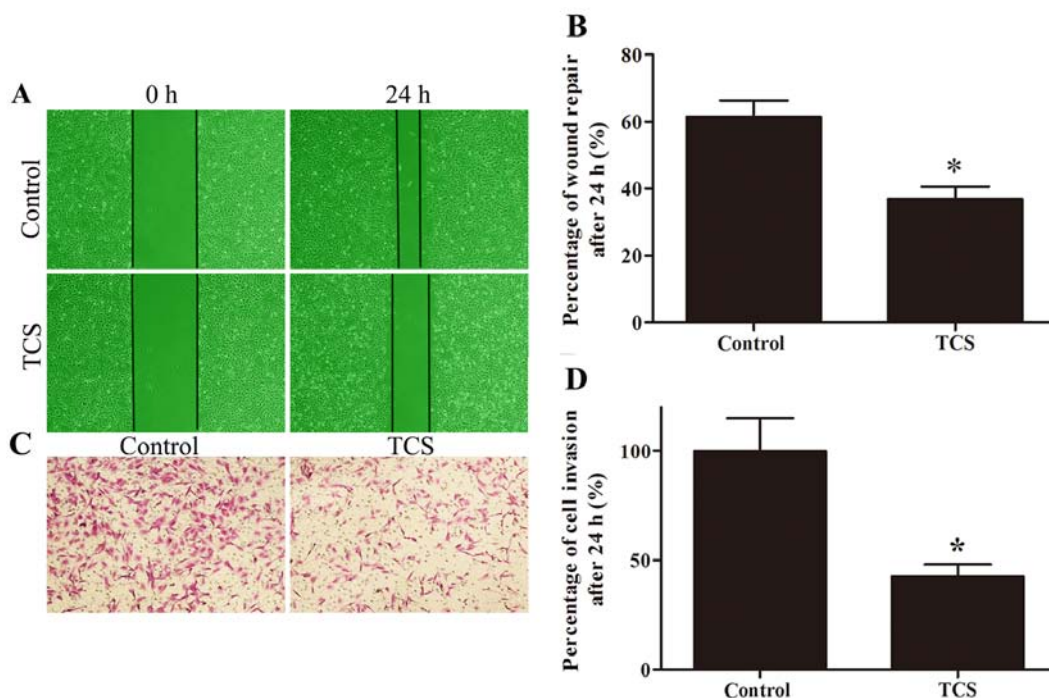 A
0 h
24 h
Control
TCS
C
Control
TCS
B
Percentage of wound repair
after 24 h (%)
80
60
40
20
0
*
Control
TCS
D
Percentage of cell invasion
after 24 h (%)
100
50
0
*
Control
TCS